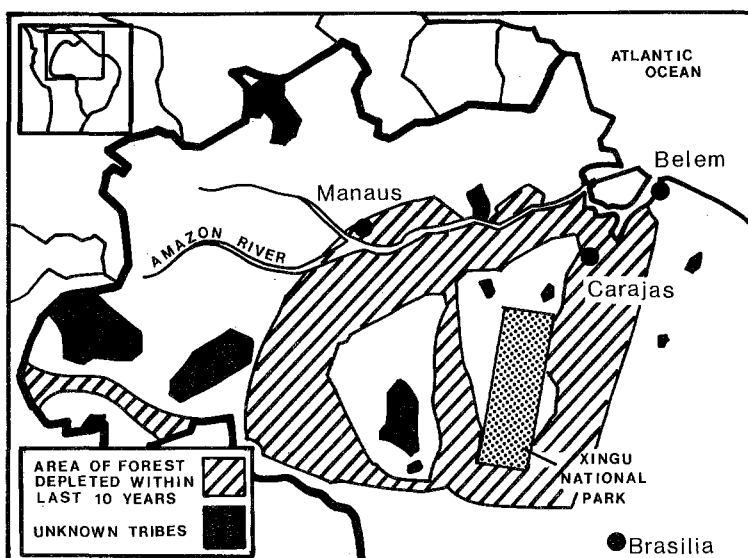 ATLANTIC
OCEAN
Belem
Manaus
AMAZON RIVER
Carajas
XINGU
NATIONAL
PARK
AREA OF FOREST
DEPLETED WITHIN
LAST 10 YEARS
UNKNOWN TRIBES
Brasilia